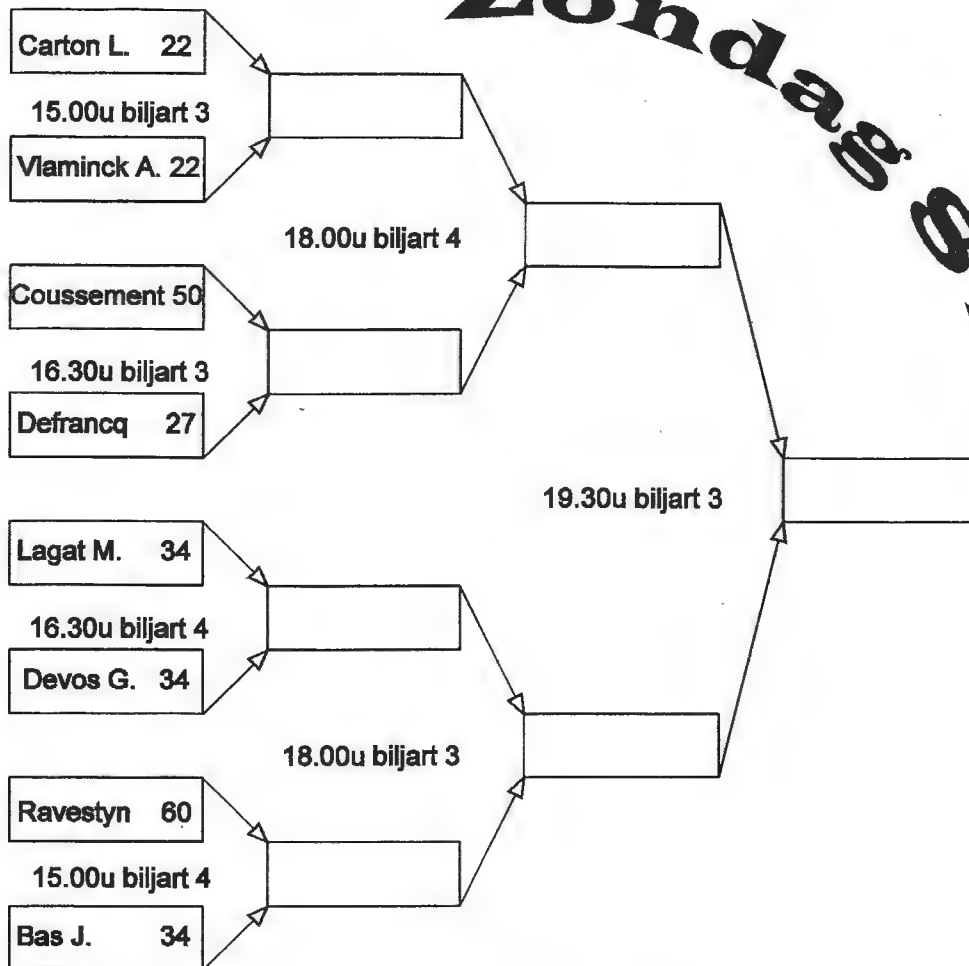 Zondag
Carton L. 22
15.00u biljart 3
Vlaminck A. 22
18.00u biljart 4
Coussement 50
16.30u biljart 3
Defrancq 27
19.30u biljart 3
Lagat M. 34
16.30u biljart 4
Devos G. 34
18.00u biljart 3
Ravestyn 60
15.00u biljart 4
Bas J. 34